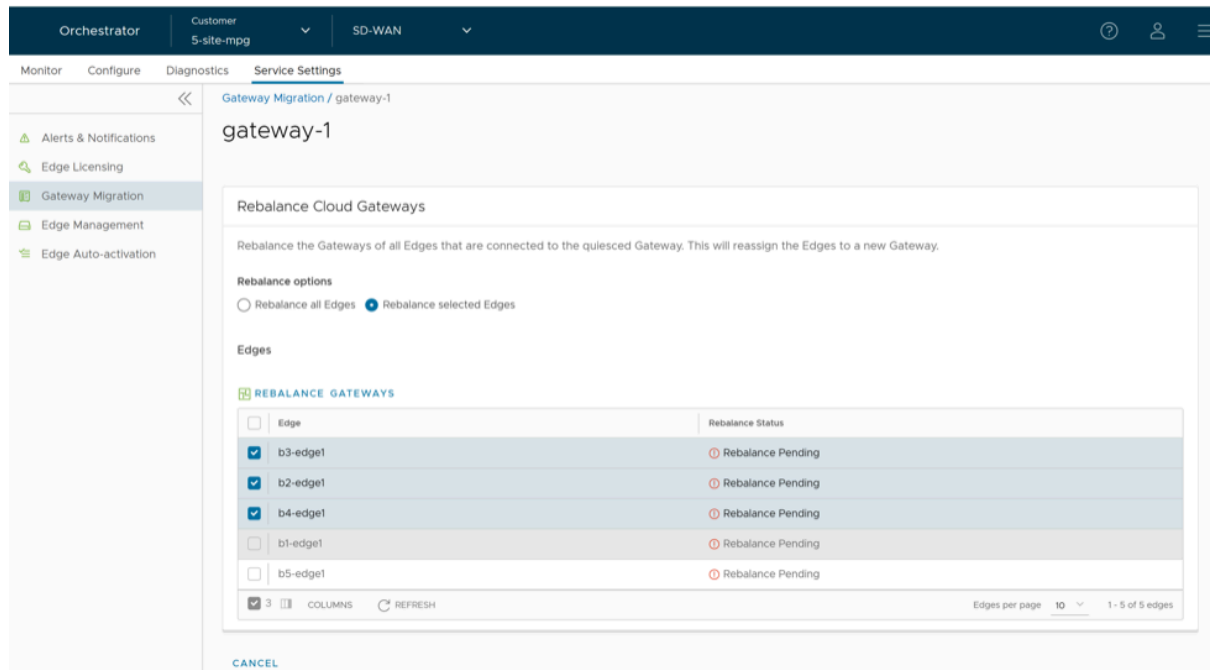 Orchestrator
Customer
5-site-mpg
SD-WAN
Monitor Configure Diagnostics Service Settings
Alerts & Notifications
Edge Licensing
Gateway Migration
Edge Management
Edge Auto-activation
Gateway Migration / gateway-1
gateway-1
Rebalance Cloud Gateways
Rebalance the Gateways of all Edges that are connected to the quiesced Gateway. This will reassign the Edges to a new Gateway.
Rebalance options
Rebalance all Edges Rebalance selected Edges
Edges
REBALANCE GATEWAYS
Edge Rebalance Status
b3-edge1 Rebalance Pending
b2-edge1 Rebalance Pending
b4-edge1 Rebalance Pending
b1-edge1 Rebalance Pending
b5-edge1 Rebalance Pending
3 COLUMNS REFRESH Edges per page 10 1 - 5 of 5 edges
CANCEL